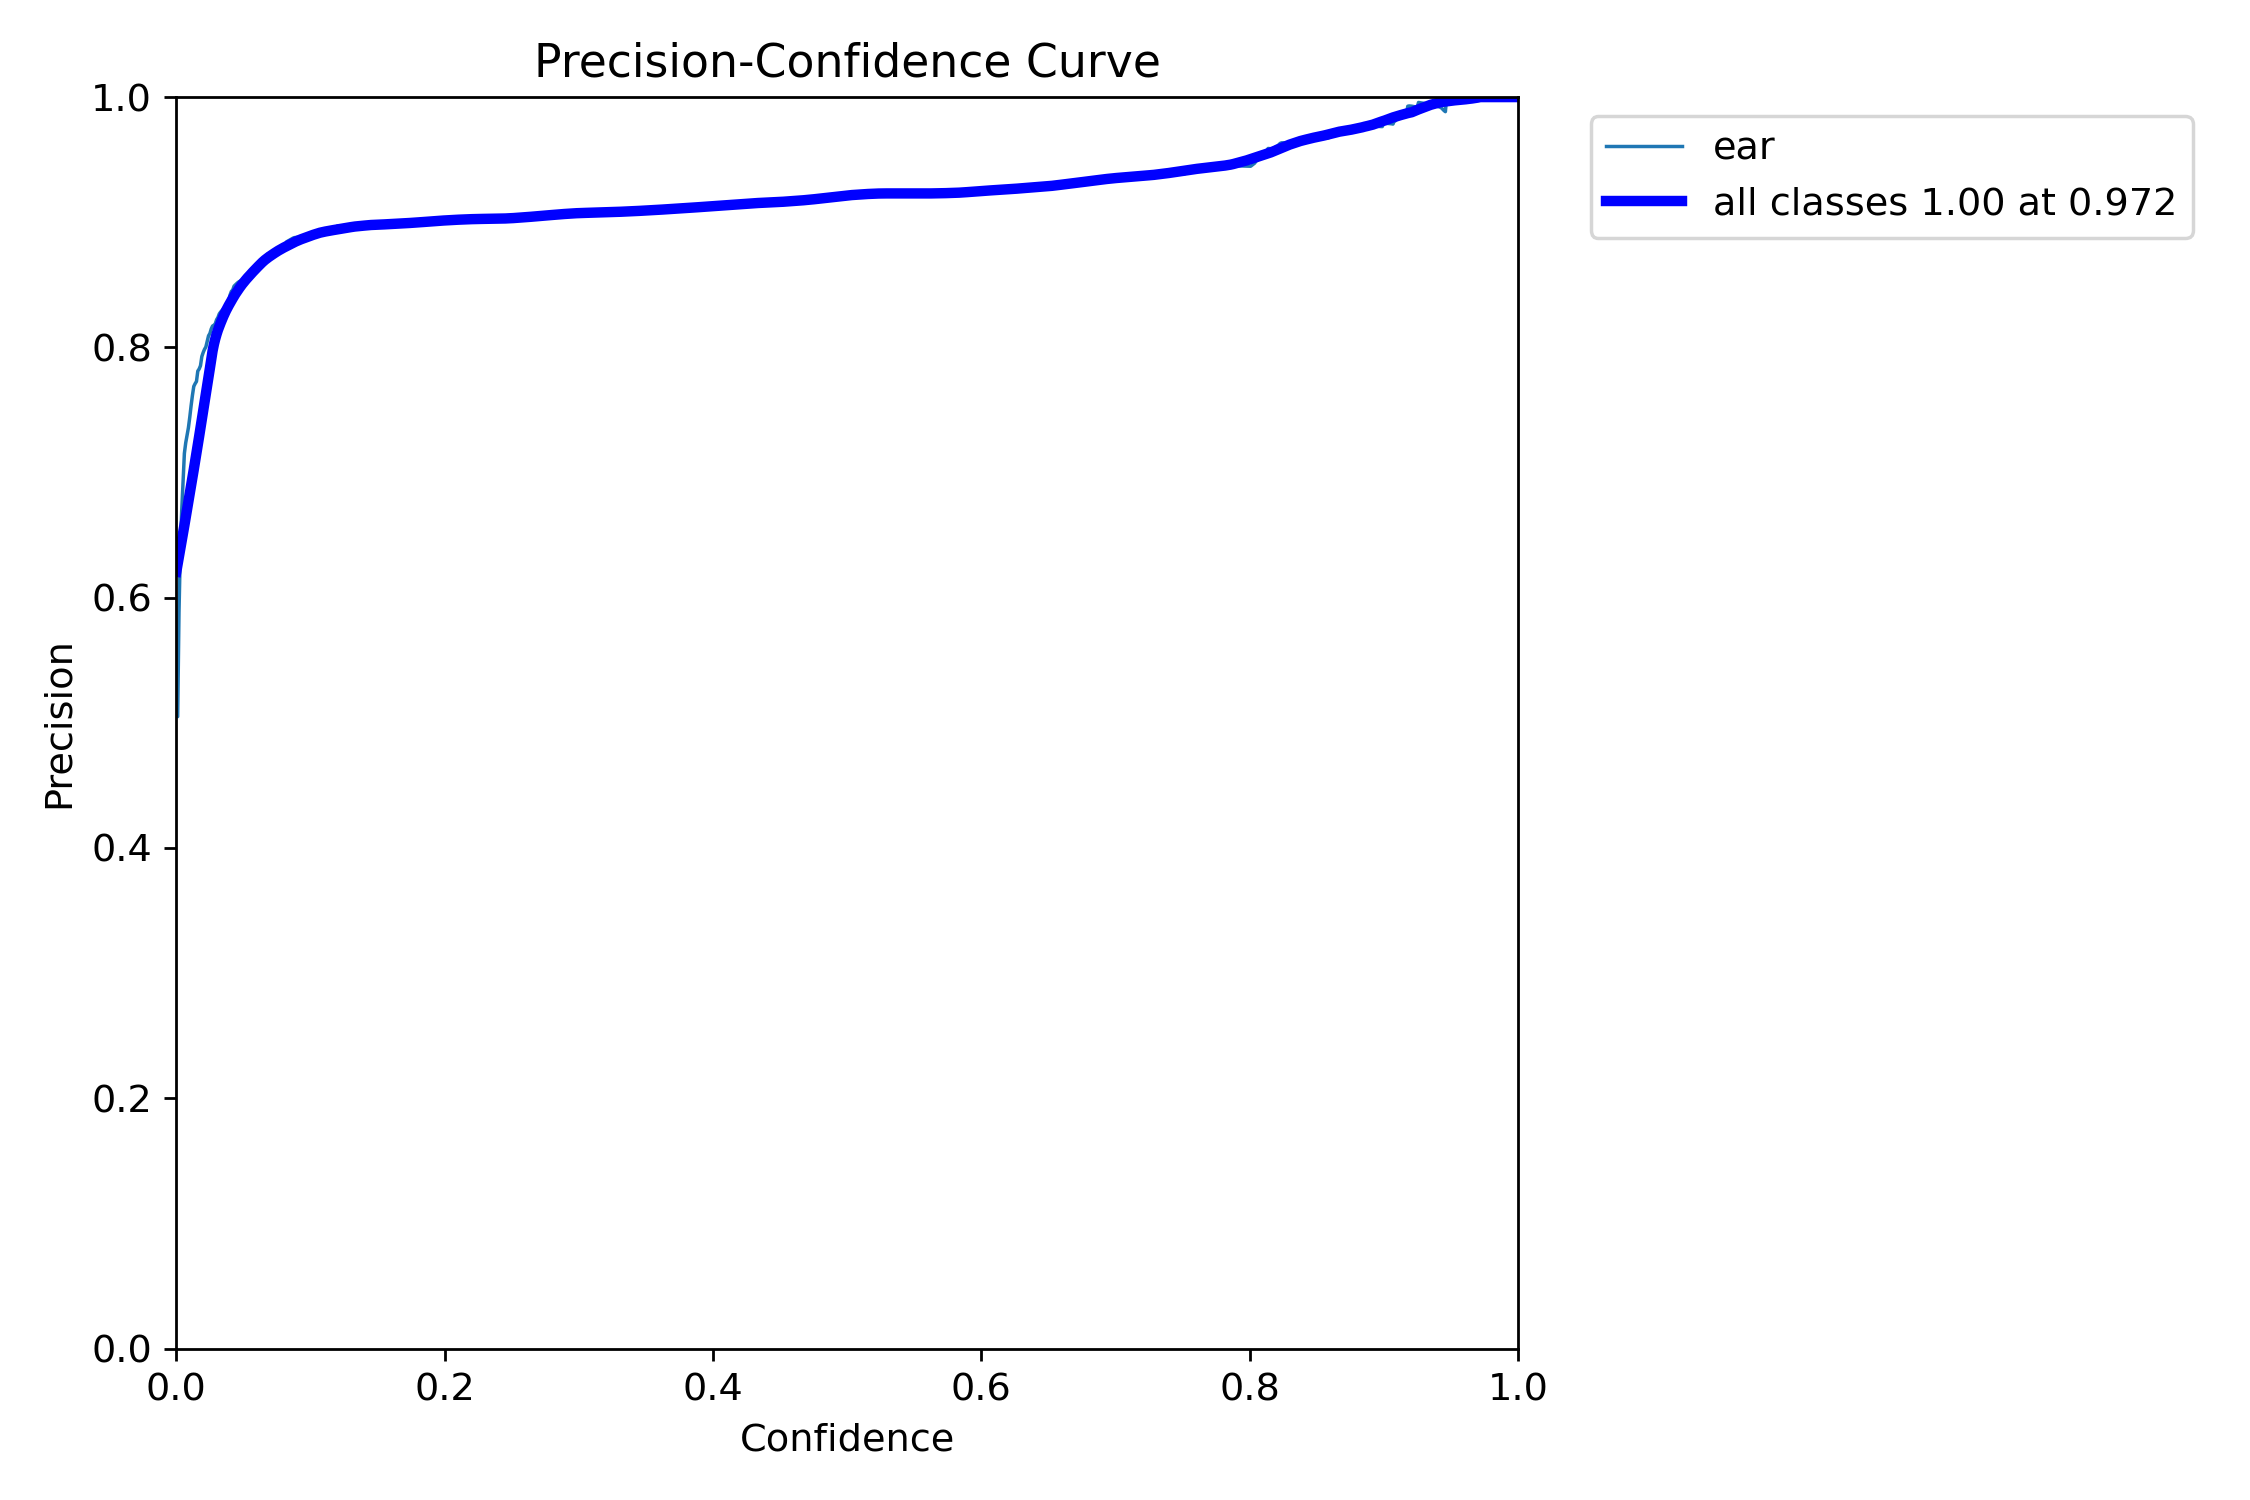 Precision-Confidence Curve
1.0
0.8
0.6
0.4
0.2
0.0
Precision
0.0 0.2 0.4 0.6 0.8 1.0
Confidence
ear
all classes 1.00 at 0.972